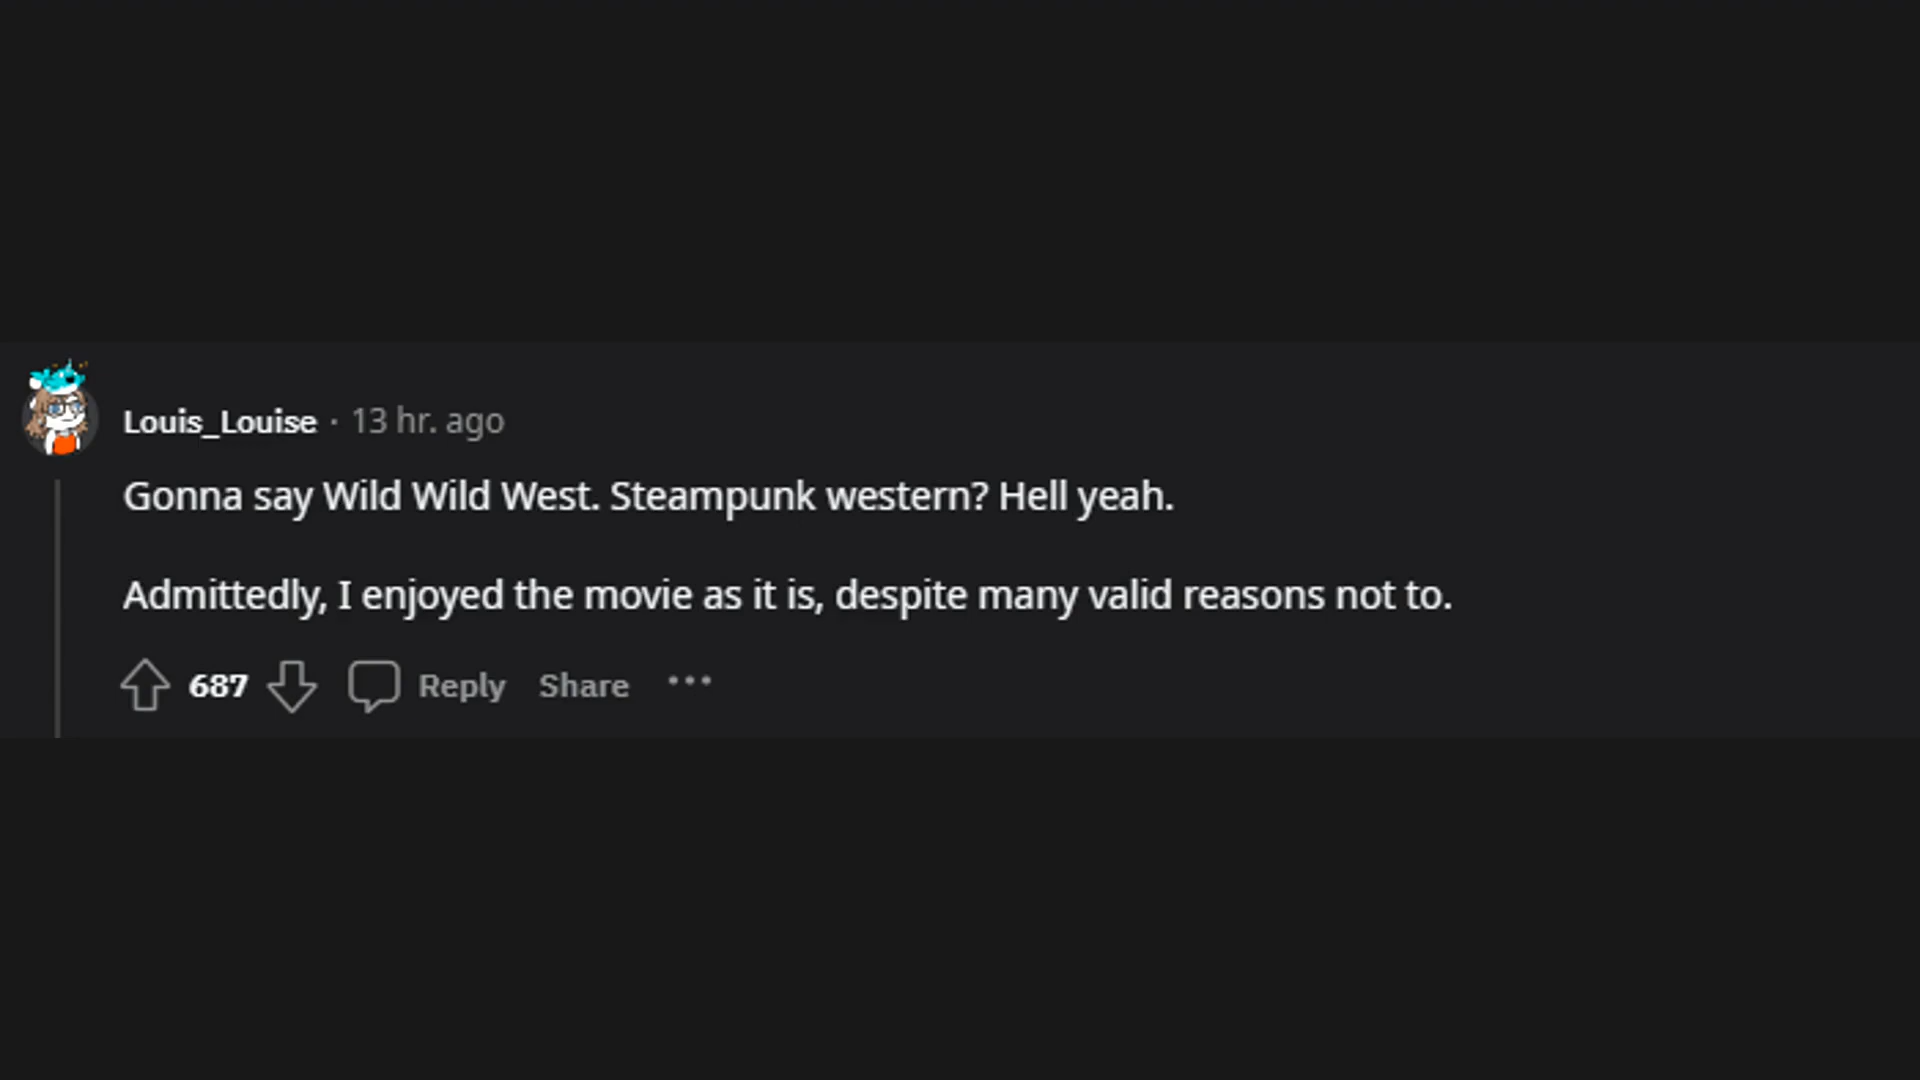 Louis_Louise · 13 hr. ago
Gonna say Wild Wild West. Steampunk western? Hell yeah.
Admittedly, I enjoyed the movie as it is, despite many valid reasons not to.
687 Reply Share ···